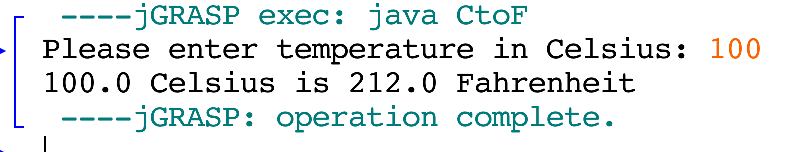 ----jGRASP exec: java CtoF
Please enter temperature in Celsius: 100
100.0 Celsius is 212.0 Fahrenheit
----jGRASP: operation complete.